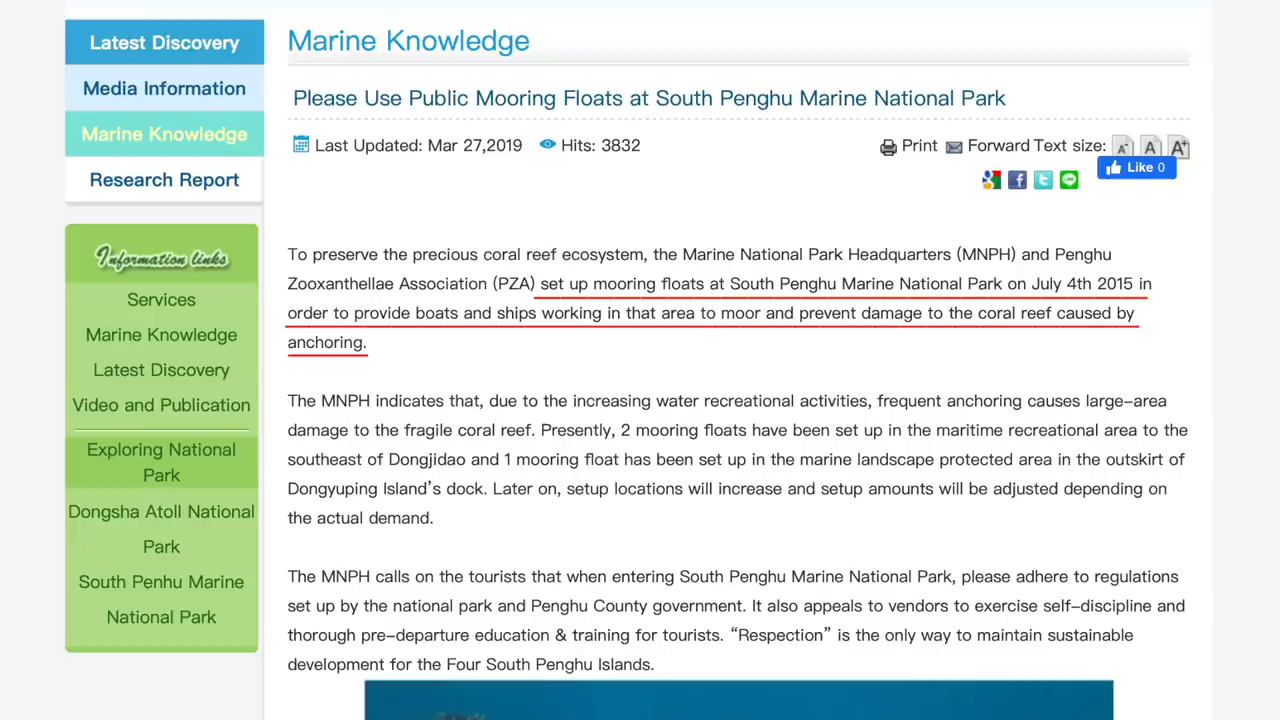 Latest Discovery
Media Information
Marine Knowledge
Research Report
Information links
Services
Marine Knowledge
Latest Discovery
Video and Publication
Exploring National
Park
Dongsha Atoll National
Park
South Penhu Marine
National Park
Marine Knowledge
Please Use Public Mooring Floats at South Penghu Marine National Park
Last Updated: Mar 27,2019 Hits: 3832
Print Forward Text size: A- A A+
Like 0
To preserve the precious coral reef ecosystem, the Marine National Park Headquarters (MNPH) and Penghu
Zooxanthellae Association (PZA) set up mooring floats at South Penghu Marine National Park on July 4th 2015 in
order to provide boats and ships working in that area to moor and prevent damage to the coral reef caused by
anchoring.
The MNPH indicates that, due to the increasing water recreational activities, frequent anchoring causes large-area
damage to the fragile coral reef. Presently, 2 mooring floats have been set up in the maritime recreational area to the
southeast of Dongjidao and 1 mooring float has been set up in the marine landscape protected area in the outskirt of
Dongyuping Island's dock. Later on, setup locations will increase and setup amounts will be adjusted depending on
the actual demand.
The MNPH calls on the tourists that when entering South Penghu Marine National Park, please adhere to regulations
set up by the national park and Penghu County government. It also appeals to vendors to exercise self-discipline and
thorough pre-departure education & training for tourists. “Respection” is the only way to maintain sustainable
development for the Four South Penghu Islands.